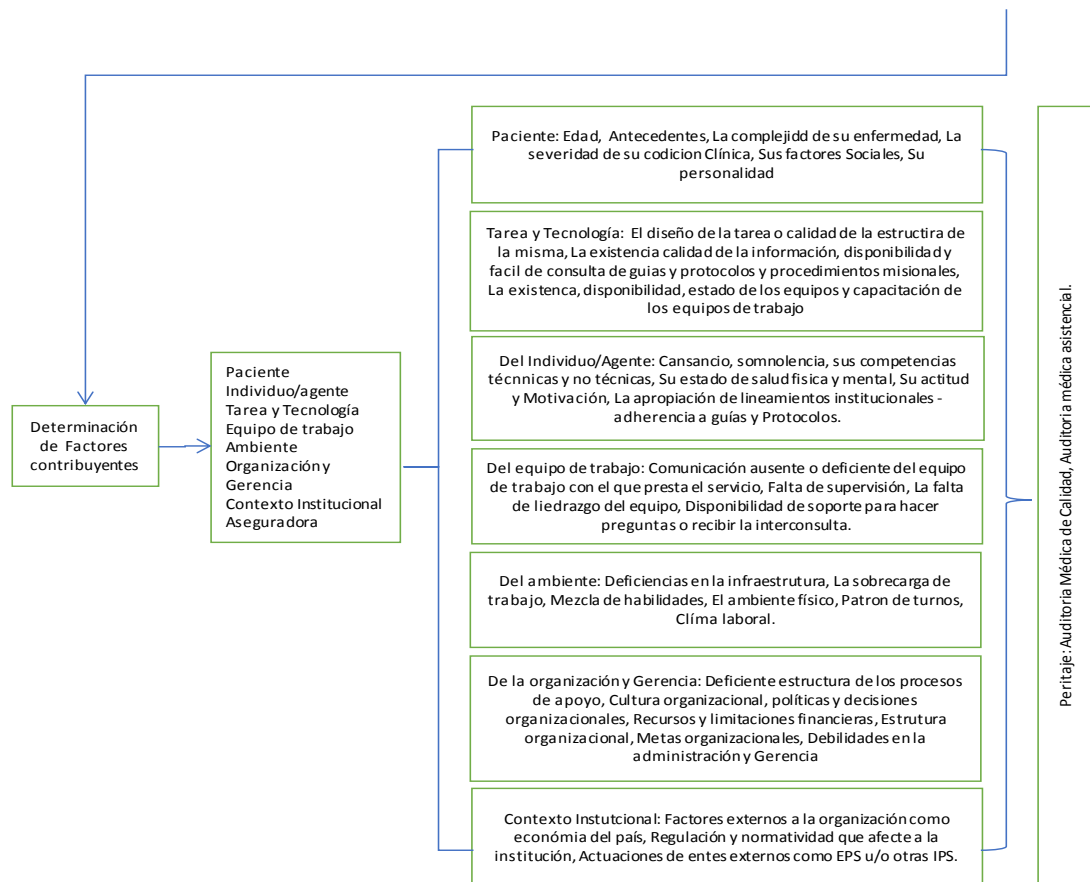 Determinación
de Factores
contribuyentes
Paciente
Individuo/agente
Tarea y Tecnología
Equipo de trabajo
Ambiente
Organización y
Gerencia
Contexto Institucional
Aseguradora
Paciente: Edad, Antecedentes, La complejidd de su enfermedad, La
severidad de su codicion Clínica, Sus factores Sociales, Su
personalidad
Tarea y Tecnología: El diseño de la tarea o calidad de la estructira de
la misma, La existencia calidad de la información, disponibilidad y
facil de consulta de guias y protocolos y procedimientos misionales,
La existenca, disponibilidad, estado de los equipos y capacitación de
los equipos de trabajo
Del Individuo/Agente: Cansancio, somnolencia, sus competencias
técnnicas y no técnicas, Su estado de salud fisica y mental, Su actitud
y Motivación, La apropiación de lineamientos institucionales -
adherencia a guías y Protocolos.
Del equipo de trabajo: Comunicación ausente o deficiente del equipo
de trabajo con el que presta el servicio, Falta de supervisión, La falta
de liedrazgo del equipo, Disponibilidad de soporte para hacer
preguntas o recibir la interconsulta.
Del ambiente: Deficiencias en la infraestrutura, La sobrecarga de
trabajo, Mezcla de habilidades, El ambiente físico, Patron de turnos,
Clíma laboral.
De la organización y Gerencia: Deficiente estructura de los procesos
de apoyo, Cultura organizacional, políticas y decisiones
organizacionales, Recursos y limitaciones financieras, Estrutura
organizacional, Metas organizacionales, Debilidades en la
administración y Gerencia
Contexto Instutcional: Factores externos a la organización como
económia del país, Regulación y normatividad que afecte a la
institución, Actuaciones de entes externos como EPS u/o otras IPS.
Peritaje: Auditoria Médica de Calidad, Auditoria médica asistencial.